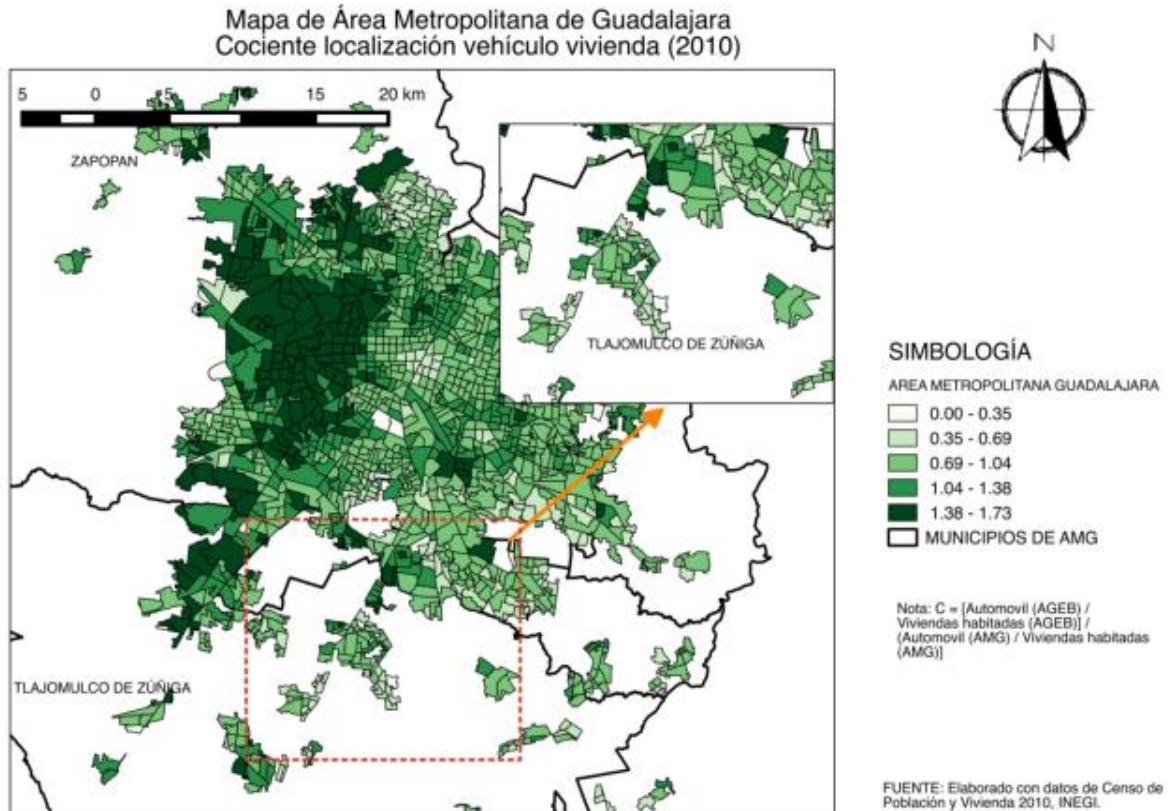 Mapa de Área Metropolitana de Guadalajara
Cociente localización vehículo vivienda (2010)
N
5 0 5 10 15 20 km
ZAPOPAN
TLAJOMULCO DE ZÚÑIGA
TLAJOMULCO DE ZÚÑIGA
SIMBOLOGÍA
AREA METROPOLITANA GUADALAJARA
0.00 - 0.35
0.35 - 0.69
0.69 - 1.04
1.04 - 1.38
1.38 - 1.73
MUNICIPIOS DE AMG
Nota: C = [Automovil (AGEB) /
Viviendas habitadas (AGEB)] /
(Automovil (AMG) / Viviendas habitadas
(AMG)]
FUENTE: Elaborado con datos de Censo de
Población y Vivienda 2010, INEGI.